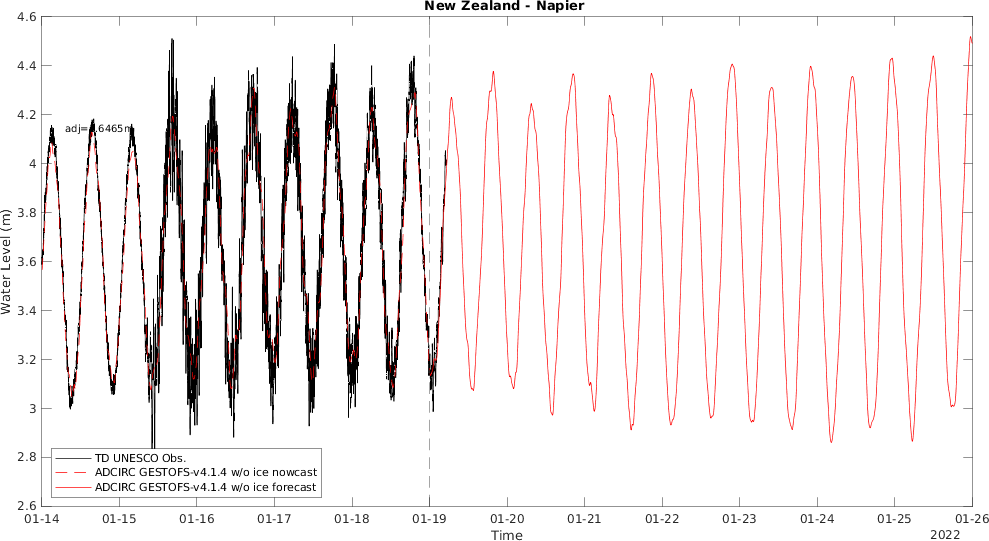 New Zealand - Napier
4.6
4.4
4.2
4
3.8
3.6
3.4
3.2
3
2.8
2.6
Water Level (m)
TD UNESCO Obs.
ADCIRC GESTOFS-v4.1.4 w/o ice nowcast
ADCIRC GESTOFS-v4.1.4 w/o ice forecast
01-14 01-15 01-16 01-17 01-18 01-19 01-20 01-21 01-22 01-23 01-24 01-25 01-26
Time
2022